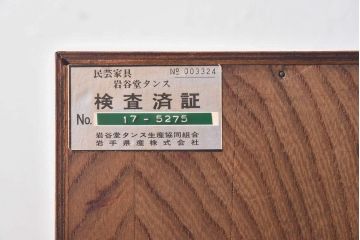 民芸家具 № 003324
岩谷堂タンス
検査済証
No. 17-5275
岩谷堂タンス生産協同組合
岩手県産株式会社